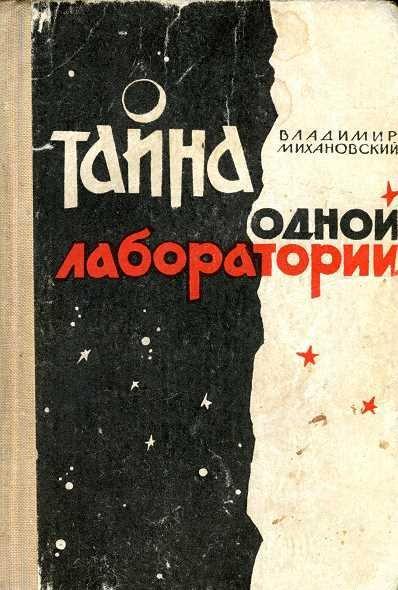 ТАЙНА
ВЛАДИМИР
МИХАНОВСКИЙ
ОДНОЙ
ЛАБОРАТОРИИ